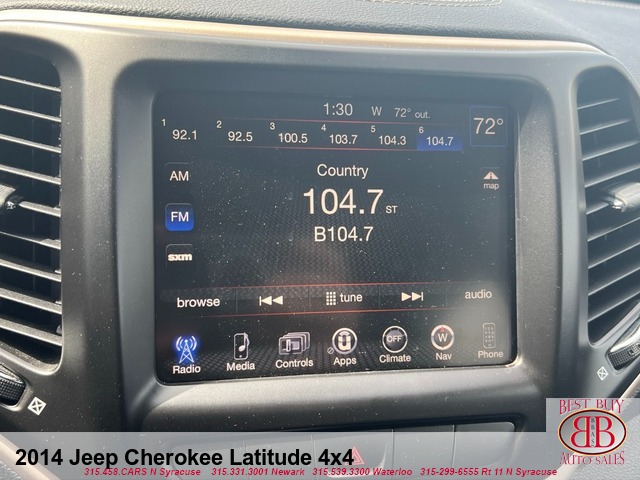 1:30 W 72° out.
1 92.1 2 92.5 3 100.5 4 103.7 5 104.3 6 104.7 72°
AM Country map
FM 104.7 ST
B104.7
sxm
browse tune audio
Radio Media Controls Apps OFF Climate W Nav Phone
BEST BUY
BB
AUTO SALES
2014 Jeep Cherokee Latitude 4x4
315.458.CARS N Syracuse 315.331.3001 Newark 315.539.3300 Waterloo 315-299-6555 Rt 11 N Syracuse